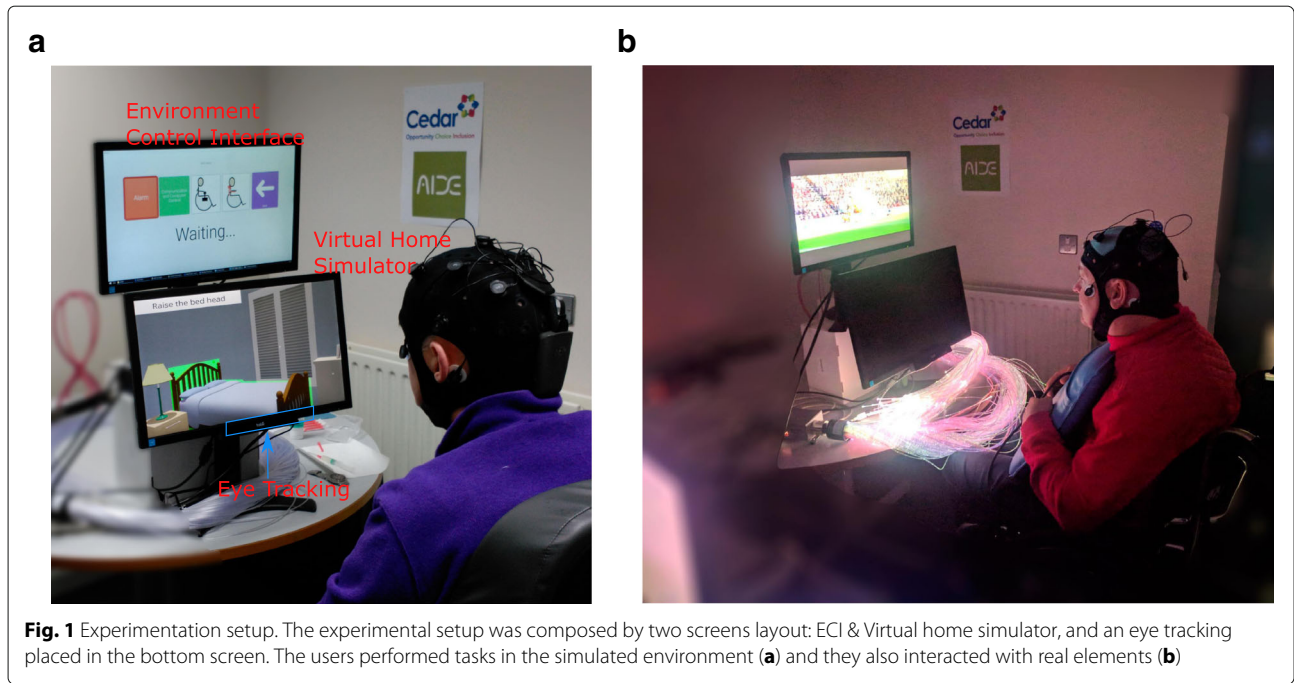 a
b
Environment
Control Interface
Cedar
Opportunity Choice Inclusion
AIDE
Alarm
Waiting...
Virtual Home
Simulator
Raise the bed head
Eye Tracking
Cedar
Opportunity Choice Inclusion
AIDE
Fig. 1 Experimentation setup. The experimental setup was composed by two screens layout: ECI & Virtual home simulator, and an eye tracking
placed in the bottom screen. The users performed tasks in the simulated environment (a) and they also interacted with real elements (b)